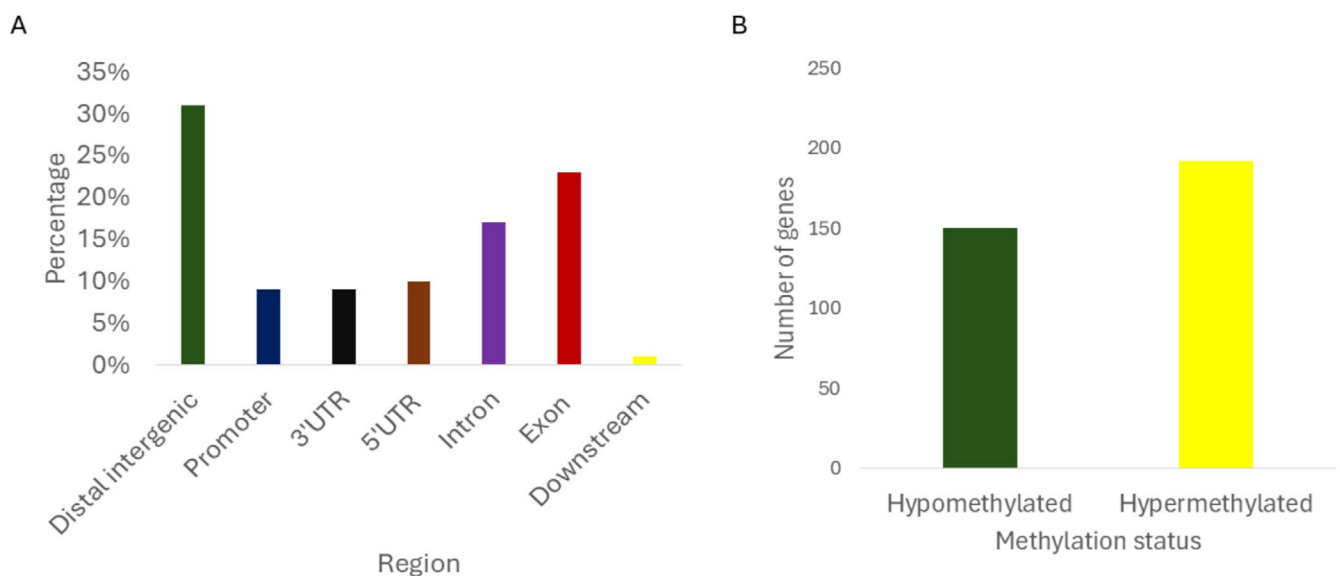 A
35%
30%
25%
20%
15%
10%
5%
0%
Percentage
Distal intergenic
Promoter
3'UTR
5'UTR
Intron
Exon
Downstream
Region
B
250
200
150
100
50
0
Number of genes
Hypomethylated
Hypermethylated
Methylation status